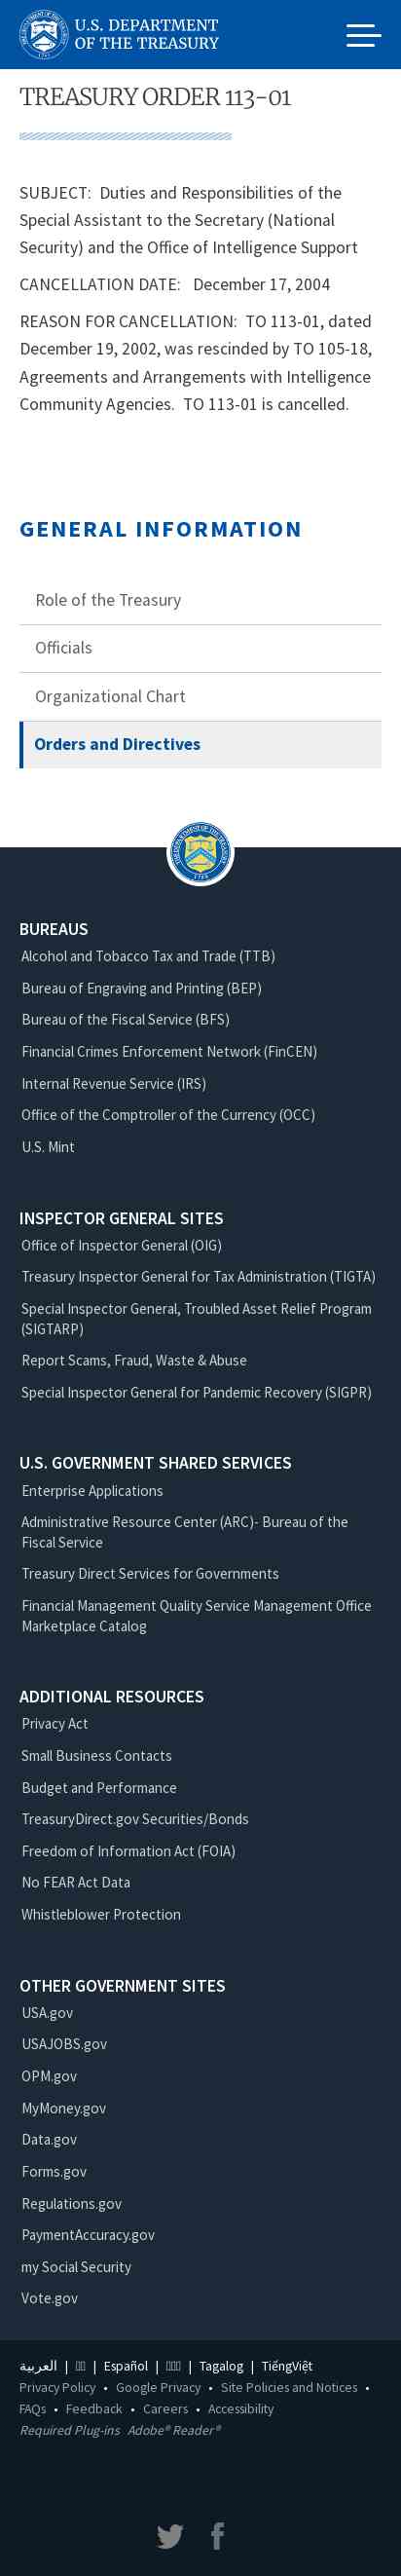 U.S. DEPARTMENT
OF THE TREASURY
TREASURY ORDER 113-01
SUBJECT:  Duties and Responsibilities of the
Special Assistant to the Secretary (National
Security) and the Office of Intelligence Support
CANCELLATION DATE:   December 17, 2004
REASON FOR CANCELLATION:  TO 113-01, dated
December 19, 2002, was rescinded by TO 105-18,
Agreements and Arrangements with Intelligence
Community Agencies.  TO 113-01 is cancelled.
GENERAL INFORMATION
Role of the Treasury
Officials
Organizational Chart
Orders and Directives
BUREAUS
Alcohol and Tobacco Tax and Trade (TTB)
Bureau of Engraving and Printing (BEP)
Bureau of the Fiscal Service (BFS)
Financial Crimes Enforcement Network (FinCEN)
Internal Revenue Service (IRS)
Office of the Comptroller of the Currency (OCC)
U.S. Mint
INSPECTOR GENERAL SITES
Office of Inspector General (OIG)
Treasury Inspector General for Tax Administration (TIGTA)
Special Inspector General, Troubled Asset Relief Program
(SIGTARP)
Report Scams, Fraud, Waste & Abuse
Special Inspector General for Pandemic Recovery (SIGPR)
U.S. GOVERNMENT SHARED SERVICES
Enterprise Applications
Administrative Resource Center (ARC)- Bureau of the
Fiscal Service
Treasury Direct Services for Governments
Financial Management Quality Service Management Office
Marketplace Catalog
ADDITIONAL RESOURCES
Privacy Act
Small Business Contacts
Budget and Performance
TreasuryDirect.gov Securities/Bonds
Freedom of Information Act (FOIA)
No FEAR Act Data
Whistleblower Protection
OTHER GOVERNMENT SITES
USA.gov
USAJOBS.gov
OPM.gov
MyMoney.gov
Data.gov
Forms.gov
Regulations.gov
PaymentAccuracy.gov
my Social Security
Vote.gov
العربية | | Español | | Tagalog | TiếngViệt
Privacy Policy • Google Privacy • Site Policies and Notices •
FAQs • Feedback • Careers • Accessibility
Required Plug-ins Adobe® Reader®